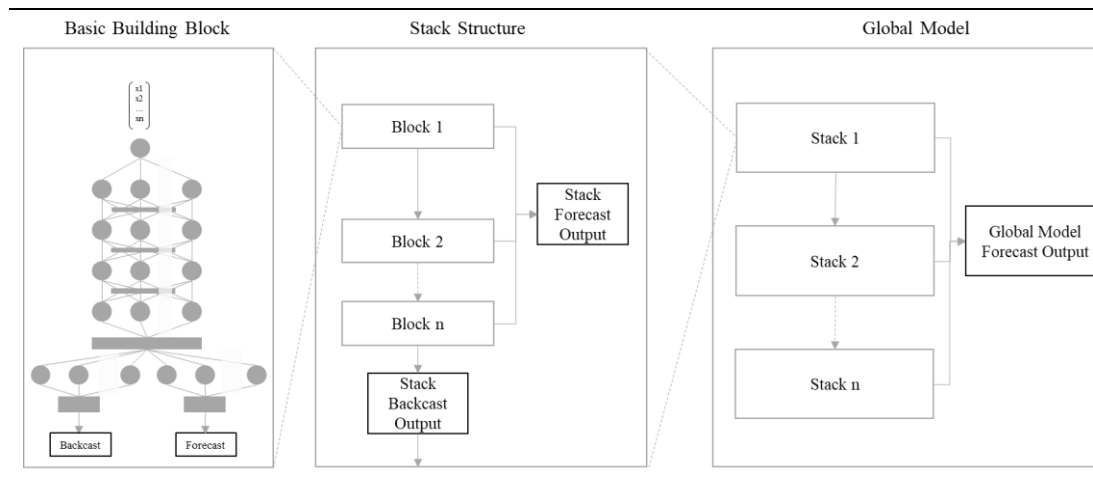 Basic Building Block
x1
x2
...
xn
Backcast
Forecast
Stack Structure
Block 1
Block 2
Block n
Stack
Forecast
Output
Stack
Backcast
Output
Global Model
Stack 1
Stack 2
Stack n
Global Model
Forecast Output